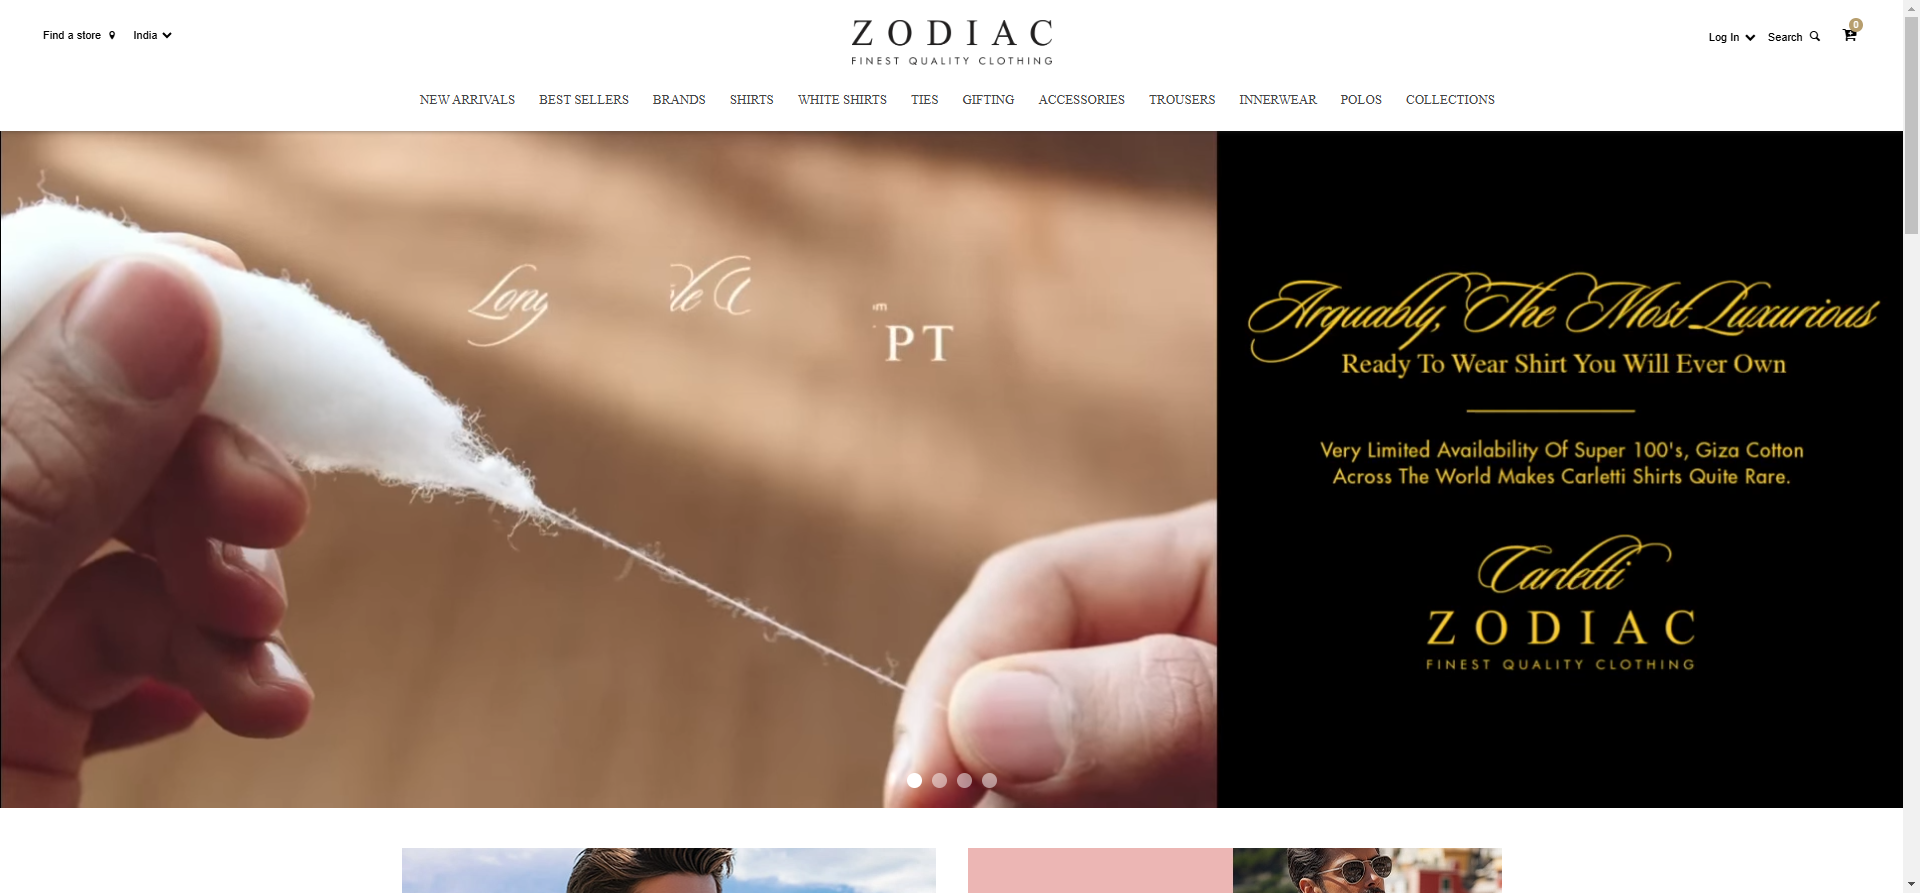 Find a store
India
ZODIAC
FINEST QUALITY CLOTHING
Log In
Search
0
NEW ARRIVALS
BEST SELLERS
BRANDS
SHIRTS
WHITE SHIRTS
TIES
GIFTING
ACCESSORIES
TROUSERS
INNERWEAR
POLOS
COLLECTIONS
Long
PT
Arguably, The Most Luxurious
Ready To Wear Shirt You Will Ever Own
Very Limited Availability Of Super 100's, Giza Cotton
Across The World Makes Carletti Shirts Quite Rare.
Carletti
ZODIAC
FINEST QUALITY CLOTHING